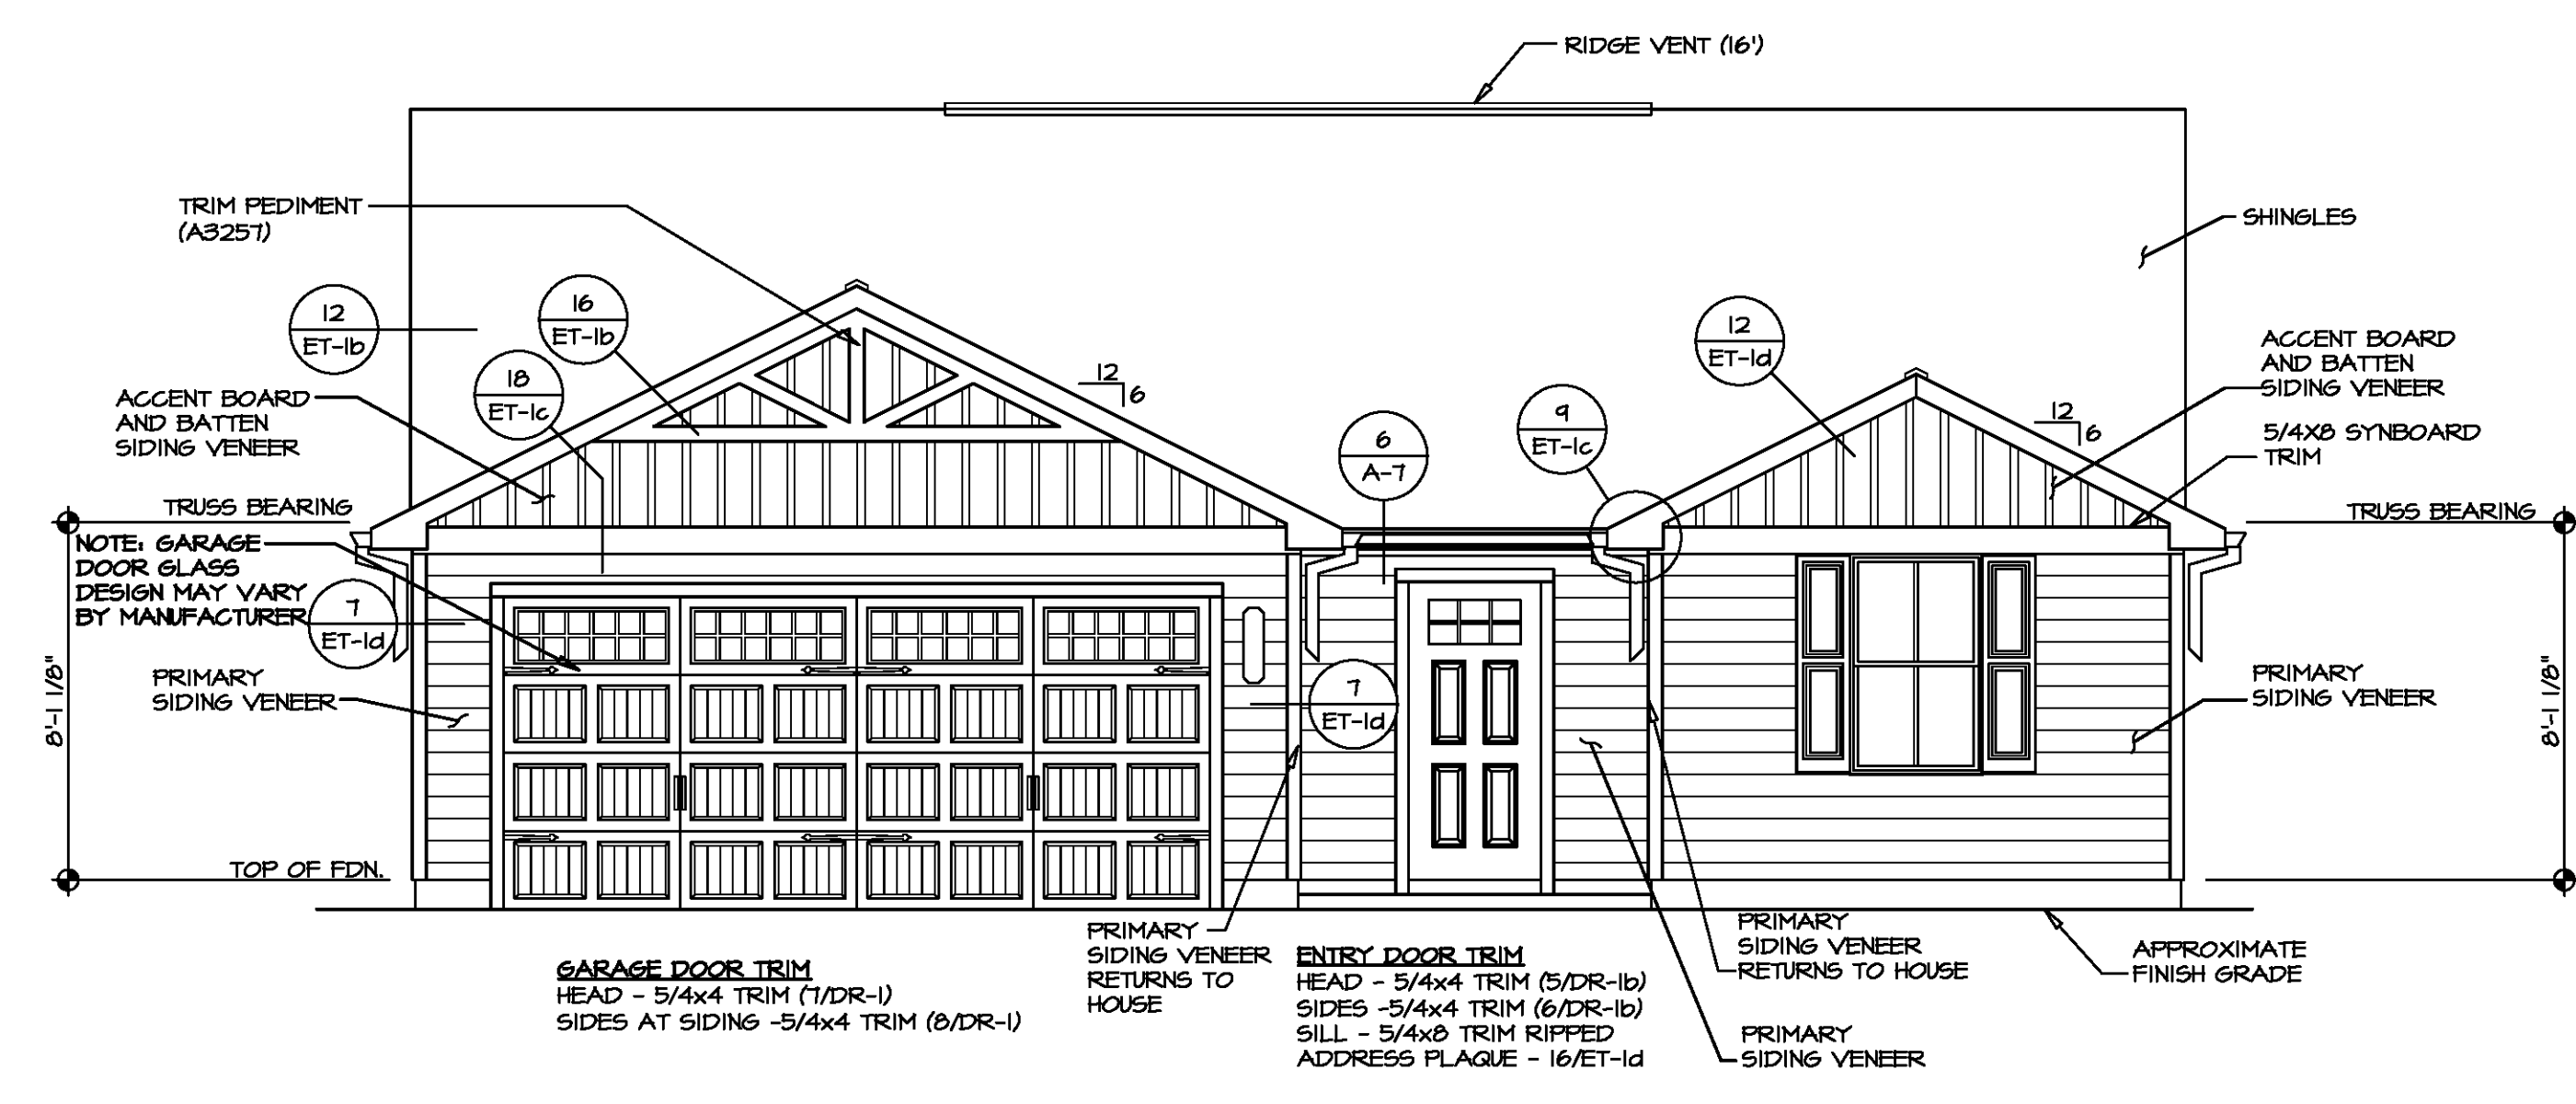 RIDGE VENT (16')
TRIM PEDIMENT
(A3257)
SHINGLES
12
ET-1b
16
ET-1b
18
ET-1c
12
6
12
ET-1d
9
ET-1c
6
A-7
12
6
ACCENT BOARD
AND BATTEN
SIDING VENEER
ACCENT BOARD
AND BATTEN
SIDING VENEER
5/4X8 SYNBOARD
TRIM
TRUSS BEARING
TRUSS BEARING
NOTE: GARAGE
DOOR GLASS
DESIGN MAY VARY
BY MANUFACTURER
7
ET-1d
PRIMARY
SIDING VENEER
7
ET-1d
PRIMARY
SIDING VENEER
8'-1 1/8"
8'-1 1/8"
TOP OF FDN.
GARAGE DOOR TRIM
HEAD - 5/4x4 TRIM (7/DR-1)
SIDES AT SIDING -5/4x4 TRIM (8/DR-1)
PRIMARY
SIDING VENEER
RETURNS TO
HOUSE
ENTRY DOOR TRIM
HEAD - 5/4x4 TRIM (5/DR-1b)
SIDES -5/4x4 TRIM (6/DR-1b)
SILL - 5/4x8 TRIM RIPPED
ADDRESS PLAQUE - 16/ET-1d
PRIMARY
SIDING VENEER
RETURNS TO HOUSE
PRIMARY
SIDING VENEER
APPROXIMATE
FINISH GRADE